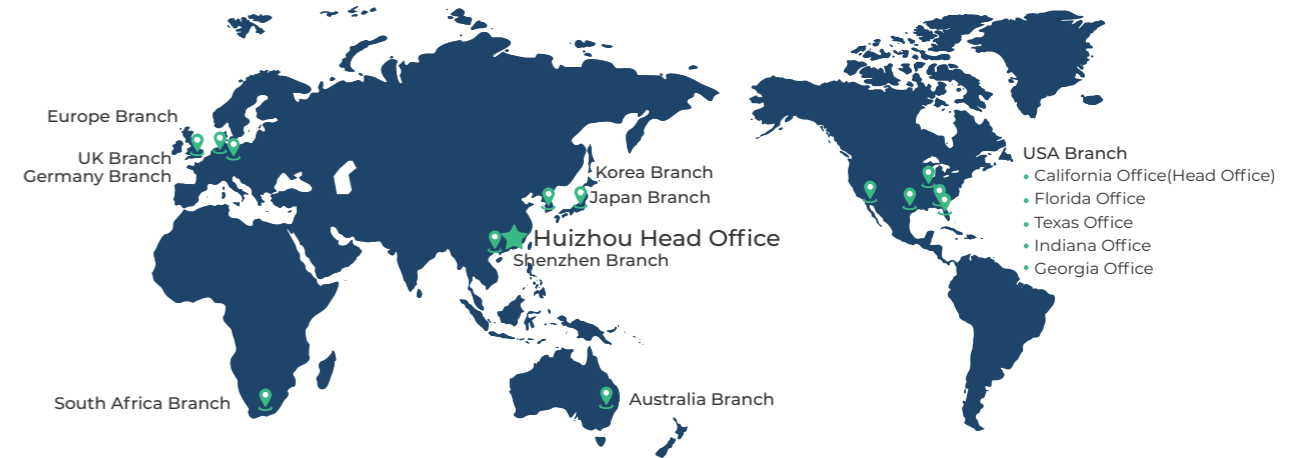 Europe Branch
UK Branch
Germany Branch
South Africa Branch
Korea Branch
Japan Branch
Huizhou Head Office
Shenzhen Branch
Australia Branch
USA Branch
• California Office(Head Office)
• Florida Office
• Texas Office
• Indiana Office
• Georgia Office